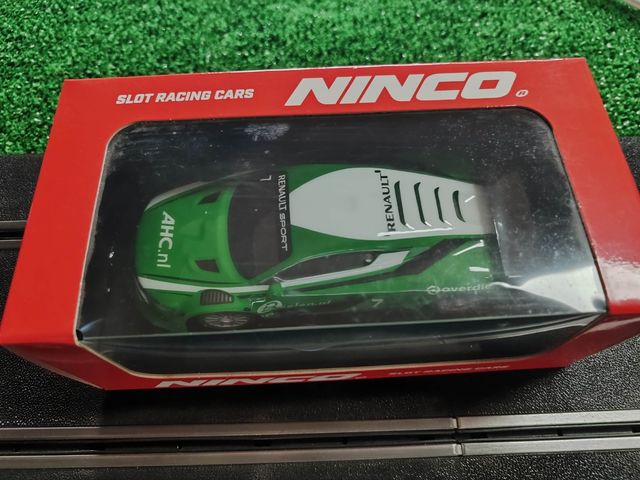 SLOT RACING CARS
NINCO
7
RENAULT SPORT
RENAULT
AHC.nl
7
NINCO
SLOT RACING CARS